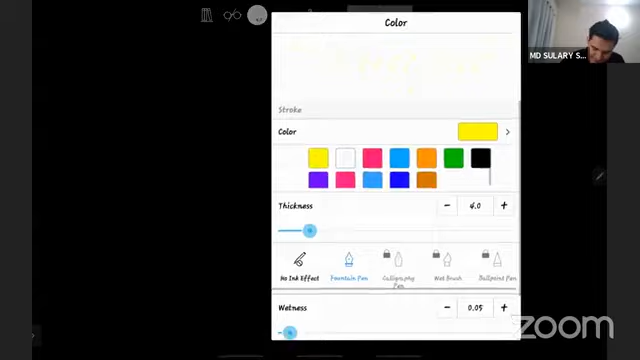 Color
MD SULARY S...
Stroke
Color
Thickness
- 4.0 +
No Ink Effect
Fountain Pen
Calligraphy Pen
Wet Brush
Ballpoint Pen
Wetness
- 0.05 +
zoom